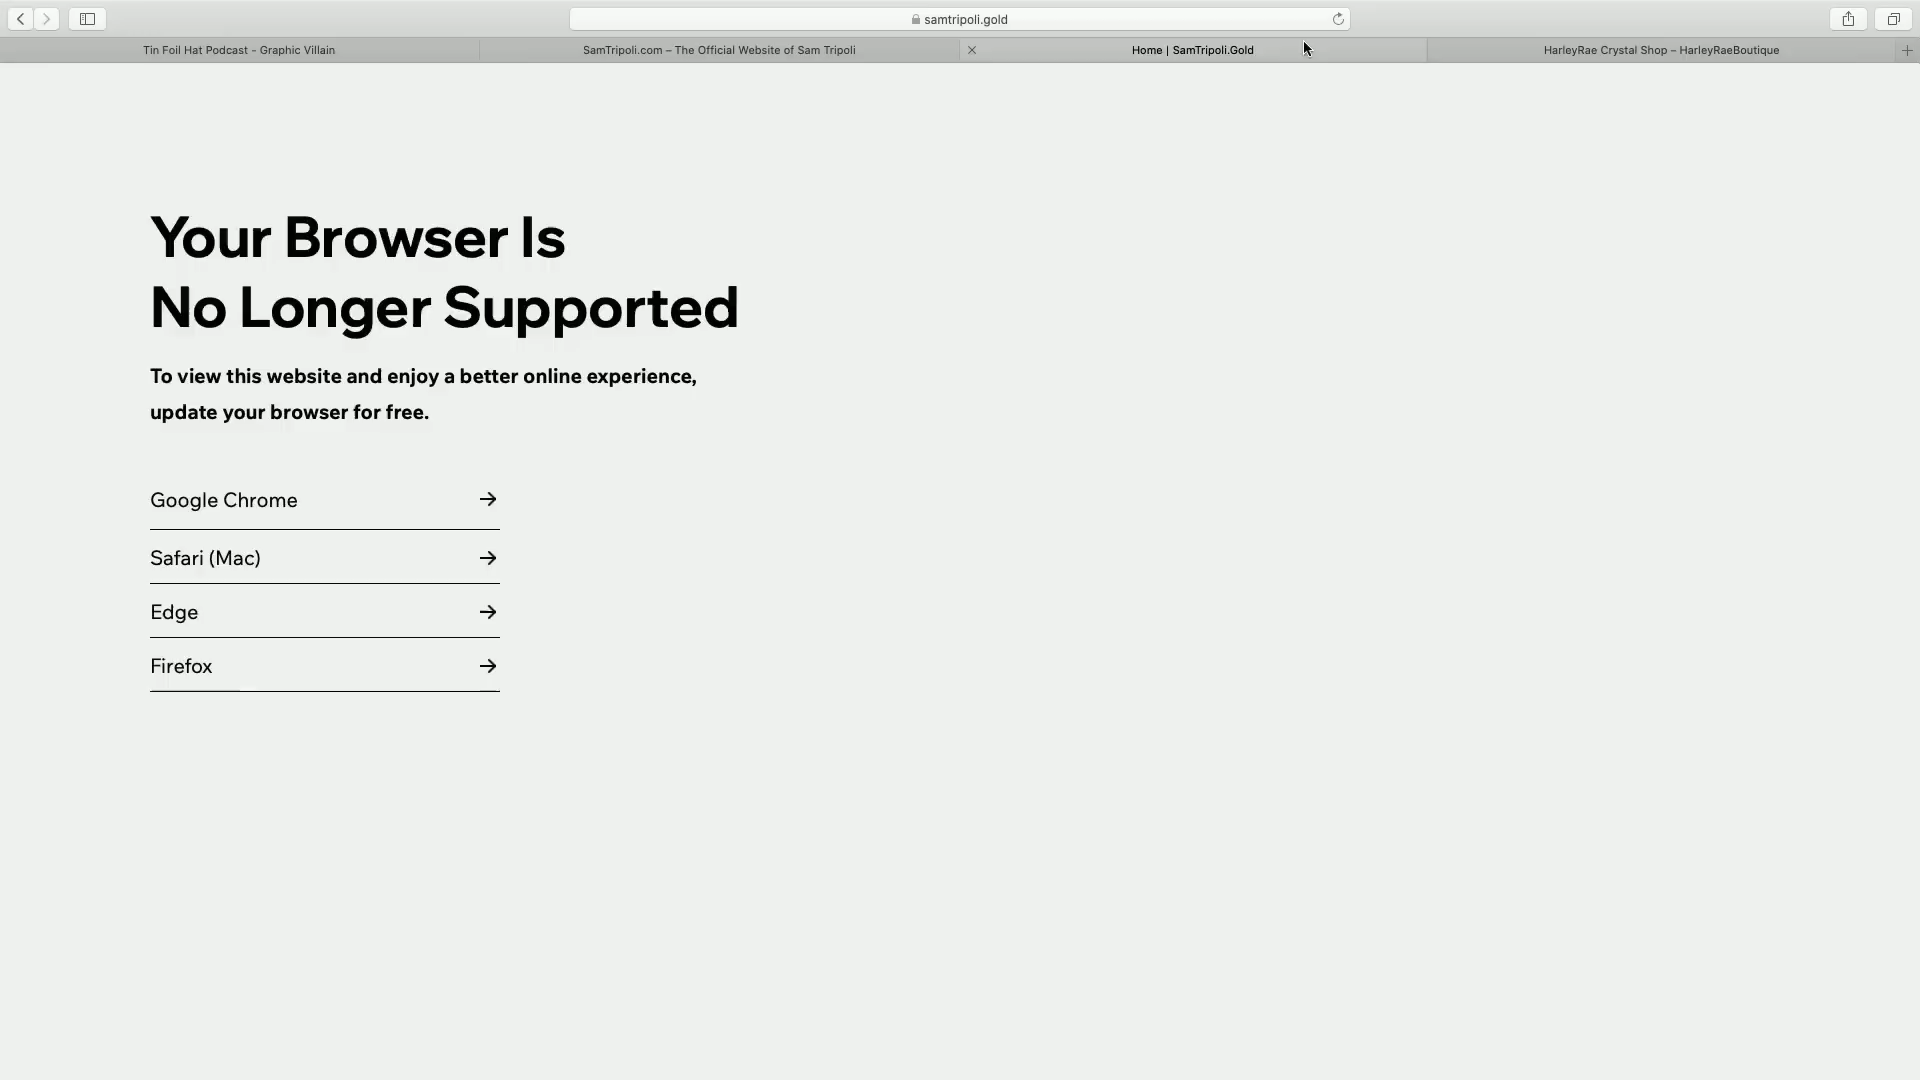 samtripoli.gold
Tin Foil Hat Podcast - Graphic Villain
SamTripoli.com – The Official Website of Sam Tripoli
Home | SamTripoli.Gold
HarleyRae Crystal Shop – HarleyRaeBoutique
Your Browser Is
No Longer Supported
To view this website and enjoy a better online experience,
update your browser for free.
Google Chrome
Safari (Mac)
Edge
Firefox